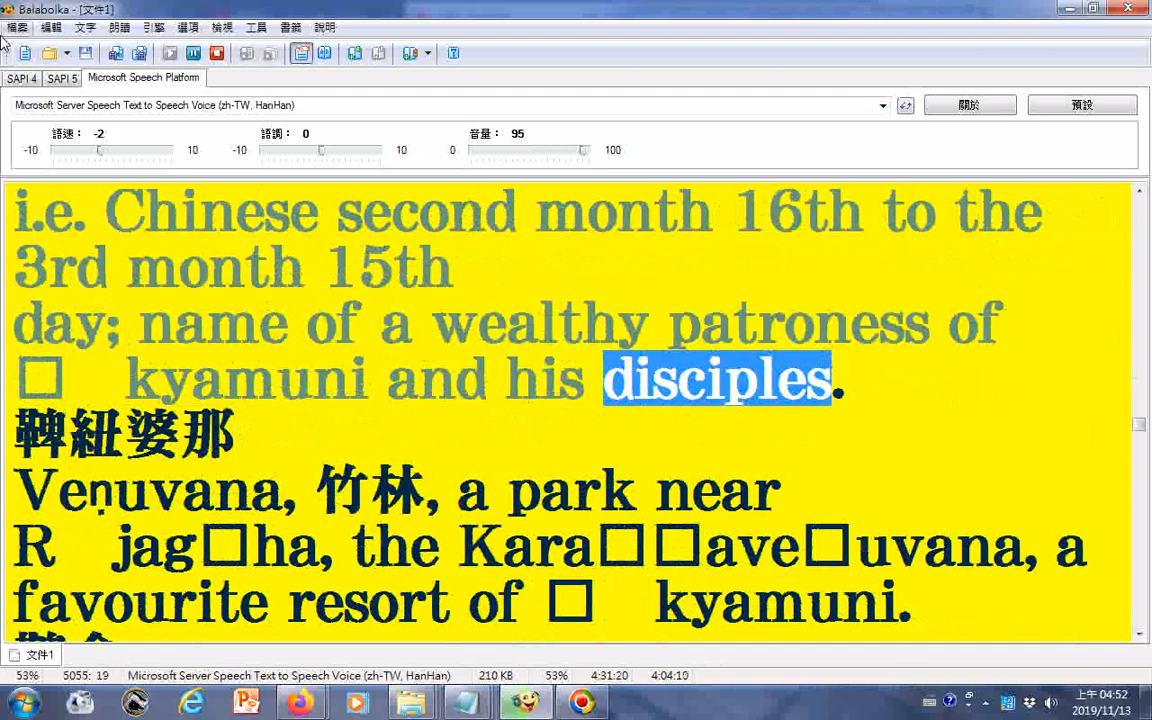 Balabolka - [文件1]
檔案 編輯 文字 朗讀 引擎 選項 檢視 工具 書籤 說明
SAPI 4 SAPI 5 Microsoft Speech Platform
Microsoft Server Speech Text to Speech Voice (zh-TW, HanHan) 關於 預設
語速： -2 語調： 0 音量： 95
-10 10 -10 10 0 100
i.e. Chinese second month 16th to the
3rd month 15th
day; name of a wealthy patroness of
□ kyamuni and his disciples.
鞞紐婆那
Veṇuvana, 竹林, a park near
R jag□ha, the Kara□□ave□uvana, a
favourite resort of □ kyamuni.
文件1
53% 5055: 19 Microsoft Server Speech Text to Speech Voice (zh-TW, HanHan) 210 KB 53% 4:31:20 4:04:10
上午 04:52
2019/11/13